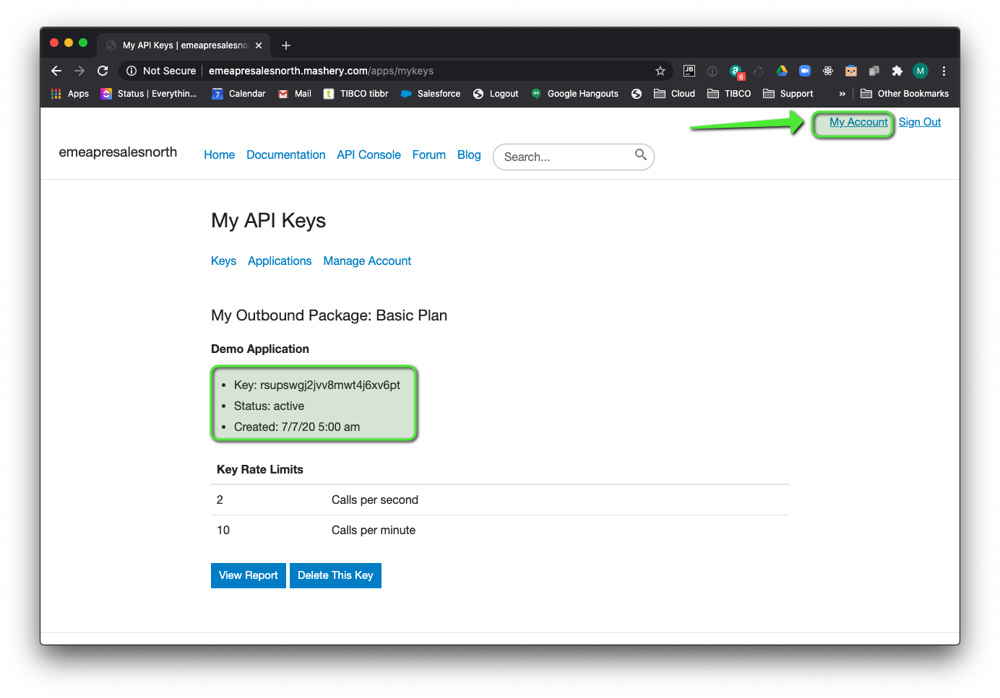 My API Keys | emeapresalesno
Not Secure emeapresalesnorth.mashery.com/apps/mykeys
JB
6
M
Apps Status | Everythin... 7 Calendar Mail t TIBCO tibbr Salesforce Logout Google Hangouts Cloud TIBCO Support » Other Bookmarks
My Account Sign Out
emeapresalesnorth Home Documentation API Console Forum Blog Search...
My API Keys
Keys Applications Manage Account
My Outbound Package: Basic Plan
Demo Application
• Key: rsupswgj2jvv8mwt4j6xv6pt
• Status: active
• Created: 7/7/20 5:00 am
Key Rate Limits
2 Calls per second
10 Calls per minute
View Report Delete This Key